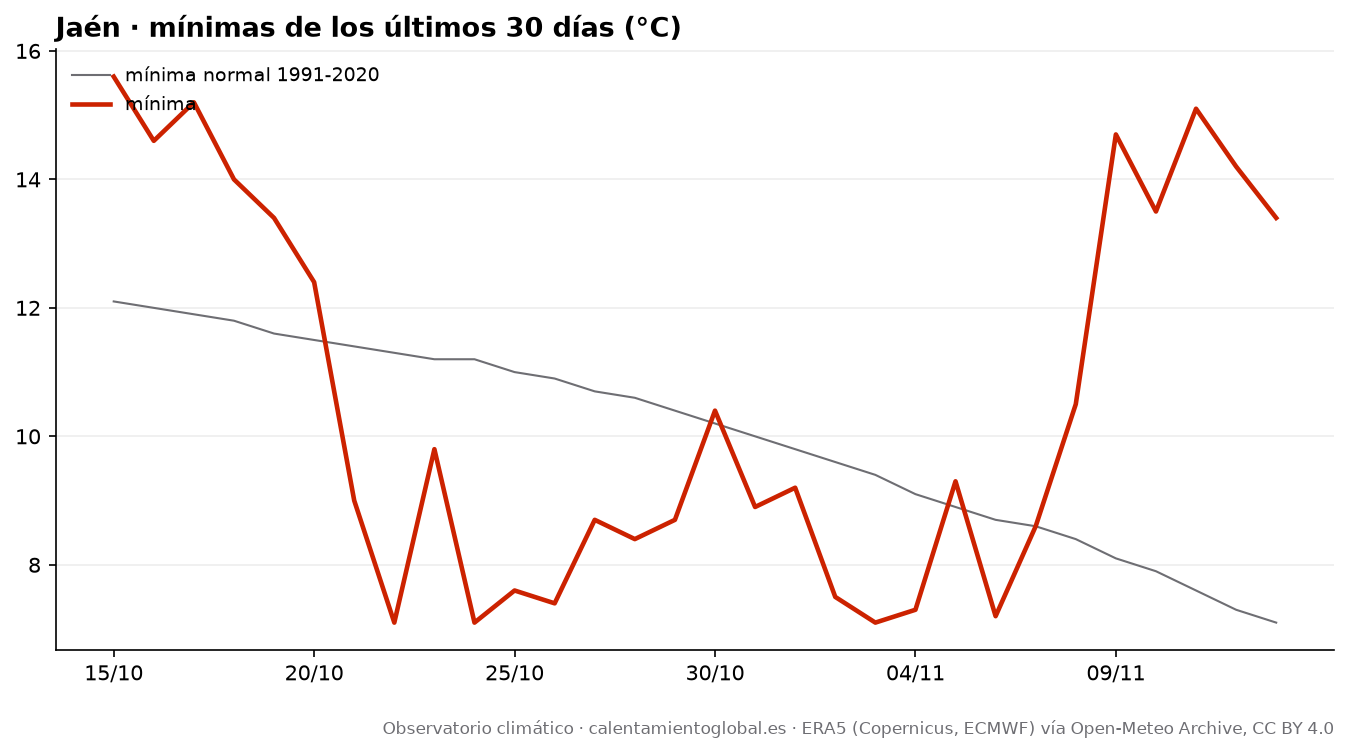 Jaén · mínimas de los últimos 30 días (°C)
16
14
12
10
8
mínima normal 1991-2020
mínima
15/10 20/10 25/10 30/10 04/11 09/11
Observatorio climático · calentamientoglobal.es · ERA5 (Copernicus, ECMWF) vía Open-Meteo Archive, CC BY 4.0